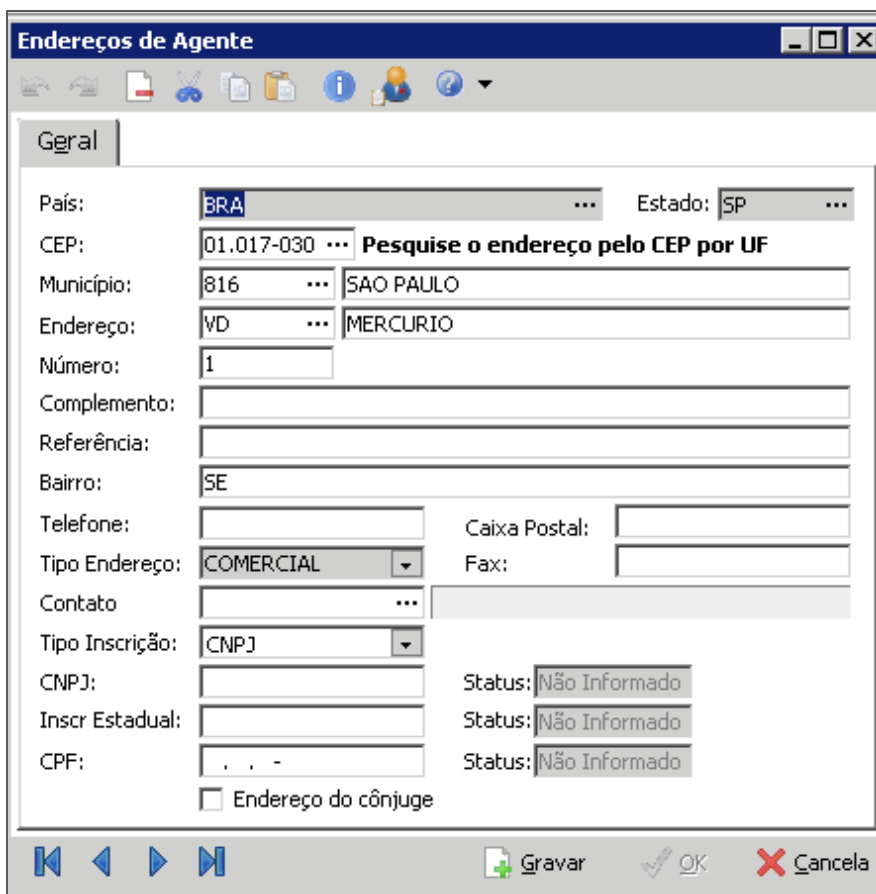 Endereços de Agente
Geral
País: BRA ... Estado: SP ...
CEP: 01.017-030 ... Pesquise o endereço pelo CEP por UF
Município: 816 ... SAO PAULO
Endereço: VD ... MERCURIO
Número: 1
Complemento:
Referência:
Bairro: SE
Telefone: Caixa Postal:
Tipo Endereço: COMERCIAL Fax:
Contato ...
Tipo Inscrição: CNPJ
CNPJ: Status: Não Informado
Inscr Estadual: Status: Não Informado
CPF: . . - Status: Não Informado
Endereço do cônjuge
Gravar OK Cancela